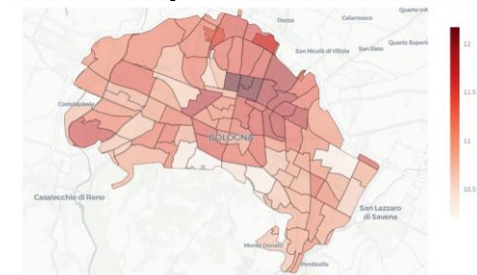 Dozza
Calamosco
Quarto Inf
San Nicolò di Villola
San Sisto
Quarto Superi
12
11.5
11
10.5
BOLOGNA
Casalecchio di Reno
San Lazzaro
di Savena
Monte Donato
Ponticella